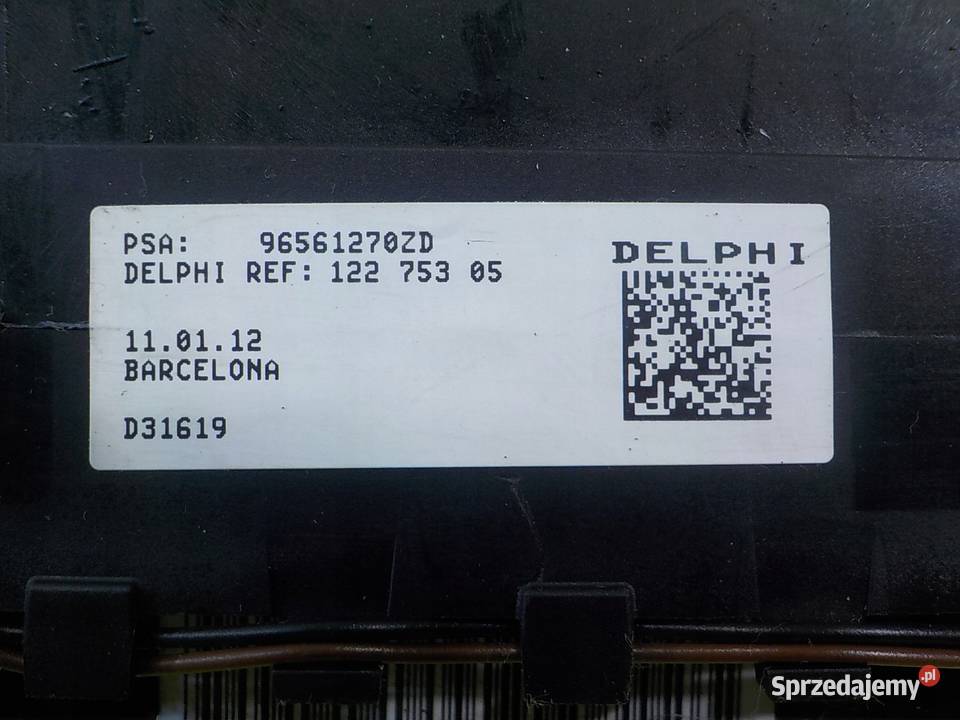 PSA: 96561270ZD
DELPHI REF: 122 753 05
DELPHI
11.01.12
BARCELONA
D31619
Sprzedajemy.pl